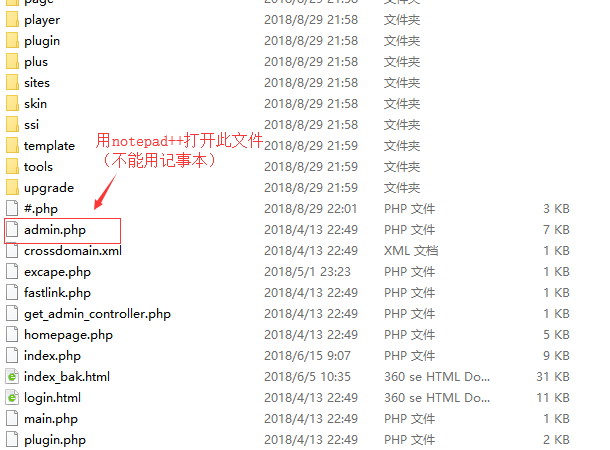 page 2018/8/29 21:58 文件夹
player 2018/8/29 21:58 文件夹
plugin 2018/8/29 21:58 文件夹
plus 2018/8/29 21:58 文件夹
sites 2018/8/29 21:58 文件夹
skin 2018/8/29 21:58 文件夹
ssi 2018/8/29 21:58 文件夹
用notepad++打开此文件
template 2018/8/29 21:59 文件夹
（不能用记事本）
tools 2018/8/29 21:59 文件夹
upgrade 2018/8/29 21:59 文件夹
#.php 2018/8/29 22:01 PHP 文件 3 KB
admin.php 2018/4/13 22:49 PHP 文件 7 KB
crossdomain.xml 2018/4/13 22:49 XML 文档 1 KB
excape.php 2018/5/1 23:23 PHP 文件 1 KB
fastlink.php 2018/4/13 22:49 PHP 文件 1 KB
get_admin_controller.php 2018/4/13 22:49 PHP 文件 1 KB
homepage.php 2018/4/13 22:49 PHP 文件 5 KB
index.php 2018/6/15 9:07 PHP 文件 9 KB
index_bak.html 2018/6/5 10:35 360 se HTML Do... 31 KB
login.html 2018/4/13 22:49 360 se HTML Do... 11 KB
main.php 2018/4/13 22:49 PHP 文件 1 KB
plugin.php 2018/4/13 22:49 PHP 文件 2 KB